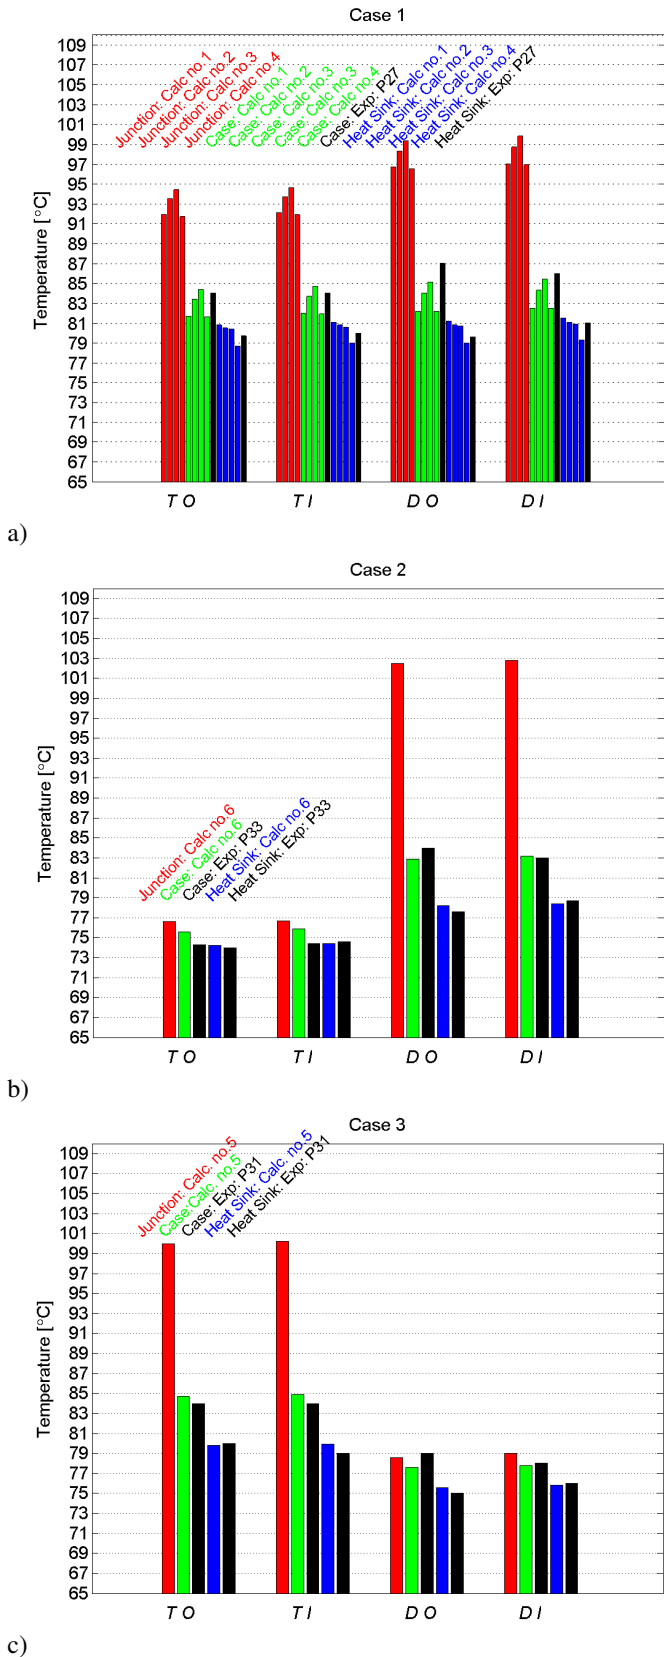 Case 1
109
107
105
103
101
99
97
95
93
91
89
87
85
83
81
79
77
75
73
71
69
67
65
Temperature [°C]
Junction: Calc no.1
Junction: Calc no.2
Junction: Calc no.3
Junction: Calc no.4
Case: Calc no.1
Case: Calc no.2
Case: Calc no.3
Case: Calc no.3
Case: Calc no.4
Case: Exp: P27
Heat Sink: Calc no.1
Heat Sink: Calc no.2
Heat Sink: Calc no.3
Heat Sink: Calc no.4
Heat Sink: Exp: P27
T O
T I
D O
D I
a)
Case 2
109
107
105
103
101
99
97
95
93
91
89
87
85
83
81
79
77
75
73
71
69
67
65
Temperature [°C]
Junction: Calc no.6
Case: Calc no.6
Case: Exp: P33
Heat Sink: Calc no.6
Heat Sink: Exp: P33
T O
T I
D O
D I
b)
Case 3
109
107
105
103
101
99
97
95
93
91
89
87
85
83
81
79
77
75
73
71
69
67
65
Temperature [°C]
Junction: Calc. no.5
Case:Calc. no.5
Case: Exp: P31
Heat Sink: Calc. no.5
Heat Sink: Exp: P31
T O
T I
D O
D I
c)